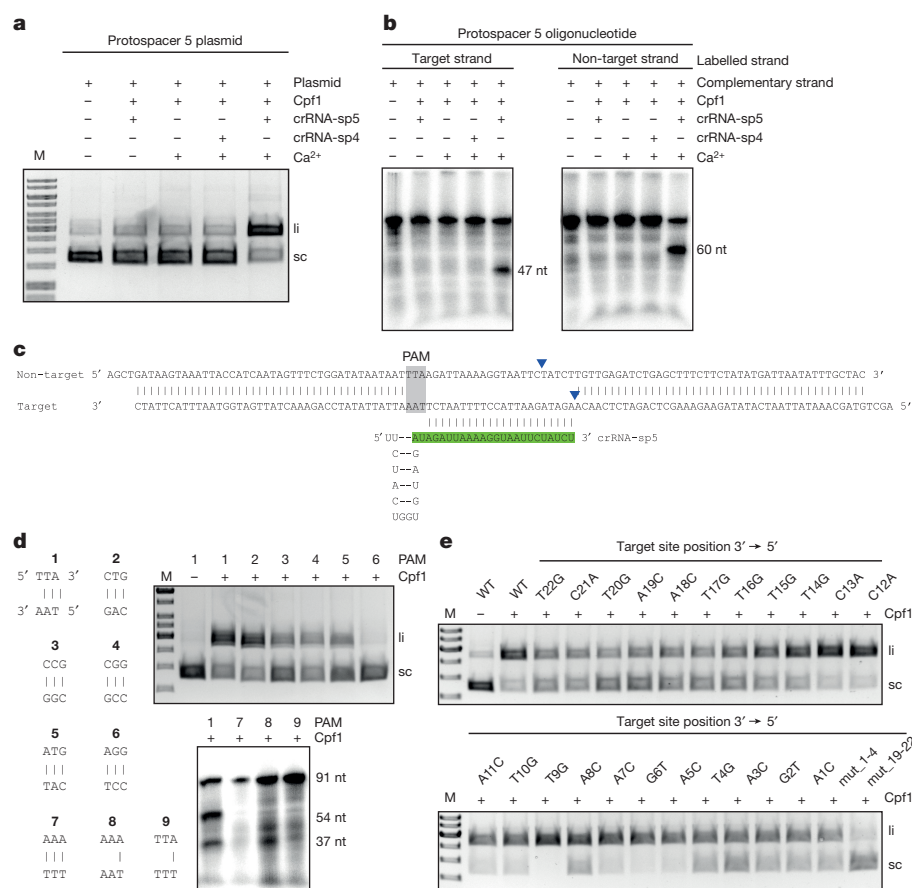 a
Protospacer 5 plasmid
+ + + + + Plasmid
– + + + + Cpf1
– + – – + crRNA-sp5
– – – + – crRNA-sp4
M – – + + + Ca2+
li
sc
b
Protospacer 5 oligonucleotide
Target strand Non-target strand Labelled strand
+ + + + + + + + + + Complementary strand
– + + + + – + + + + Cpf1
– + – – + – + – – + crRNA-sp5
– – – + – – – – + – crRNA-sp4
– – + + + – – + + + Ca2+
47 nt
60 nt
c
PAM
Non-target 5′ AGCTGATAAGTAAATTACCATCAATAGTTTCTGGATATAATAATTTAAGATTAAAAGGTAATTCTATCTTGTTGAGATCTGAGCTTTCTTCTATATGATTAATATTTGCTAC 3′
Target 3′ CTATTCATTTAATGGTAGTTATCAAAGACCTATATTATTAAATTCTAATTTTCCATTAAGATAGAACAACTCTAGACTCGAAAGAAGATATACTAATTATAAACGATGTCGA 5′
5′UU--AUAGAUUAAAAGGUAAUUCUAUCU 3′ crRNA-sp5
C--G
U--A
A--U
C--G
UGGU
d
1 2
5′ TTA 3′ CTG
3′ AAT 5′ GAC
3 4
CCG CGG
GGC GCC
5 6
ATG AGG
TAC TCC
7 8 9
AAA AAA TTA
TTT AAT TTT
1 1 2 3 4 5 6 PAM
M – + + + + + + Cpf1
li
sc
1 7 8 9 PAM
+ + + + Cpf1
91 nt
54 nt
37 nt
e
Target site position 3′ → 5′
WT WT T22G C21A T20G A19C A18C T17G T16G T15G T14G C13A C12A
M – + + + + + + + + + + + + Cpf1
li
sc
Target site position 3′ → 5′
A11C T10G T9G A8C A7C G6T A5C T4G A3C G2T A1C mut_1-4 mut_19-22
M + + + + + + + + + + + + + Cpf1
li
sc